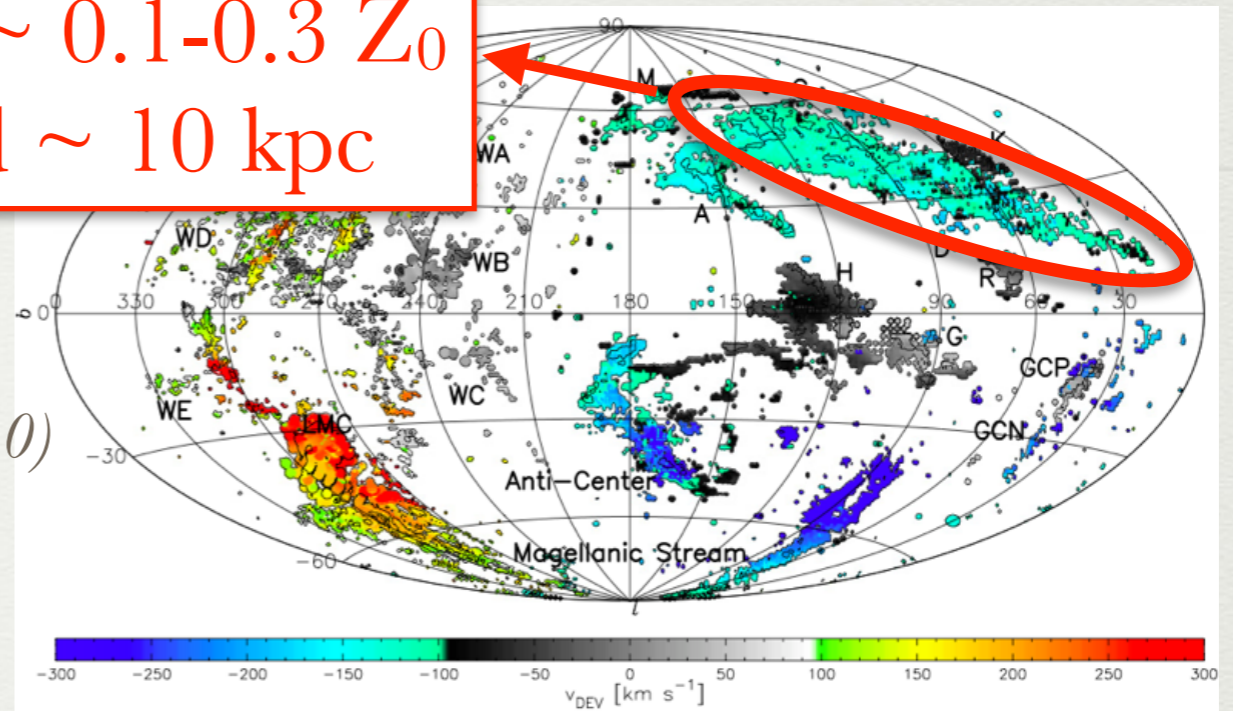 ~ 0.1-0.3 Z₀
~ 10 kpc
90
M
K
WA
A
D
R
WD
WB
H
b
0 330 300 270 240 210 180 150 120 90 60 30
G
GCP
WE
WC
LMC
GCN
0)
−30
Anti−Center
Magellanic Stream
−60
l
-300 -250 -200 -150 -100 -50 0 50 100 150 200 250 300
v_DEV [km s⁻¹]